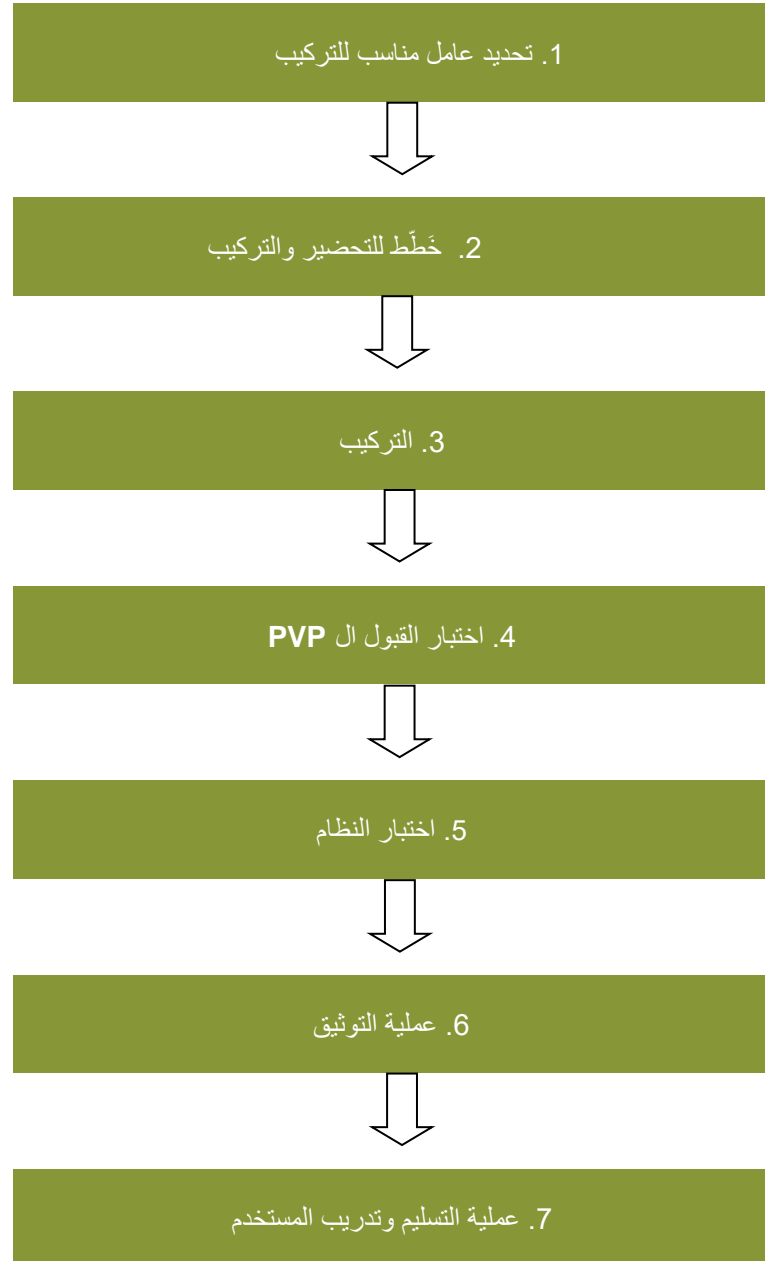 1. تحديد عامل مناسب للتركيب
2. خَطّط للتحضير والتركيب
3. التركيب
4. اختبار القبول ال PVP
5. اختبار النظام
6. عملية التوثيق
7. عملية التسليم وتدريب المستخدم